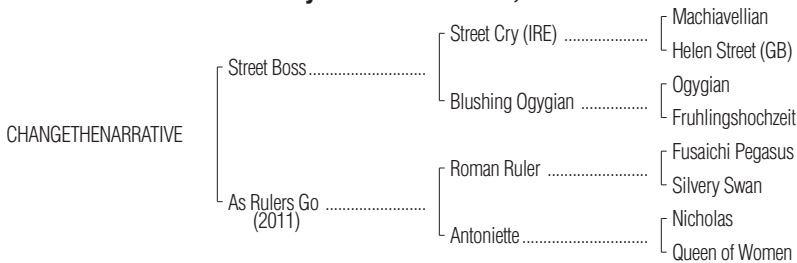 Machiavellian
Street Cry (IRE) ..................
Helen Street (GB)
Street Boss.........................
Ogygian
Blushing Ogygian ..............
Fruhlingshochzeit
CHANGETHENARRATIVE
Fusaichi Pegasus
Roman Ruler .....................
Silvery Swan
As Rulers Go .....................
(2011)
Nicholas
Antoniette..........................
Queen of Women